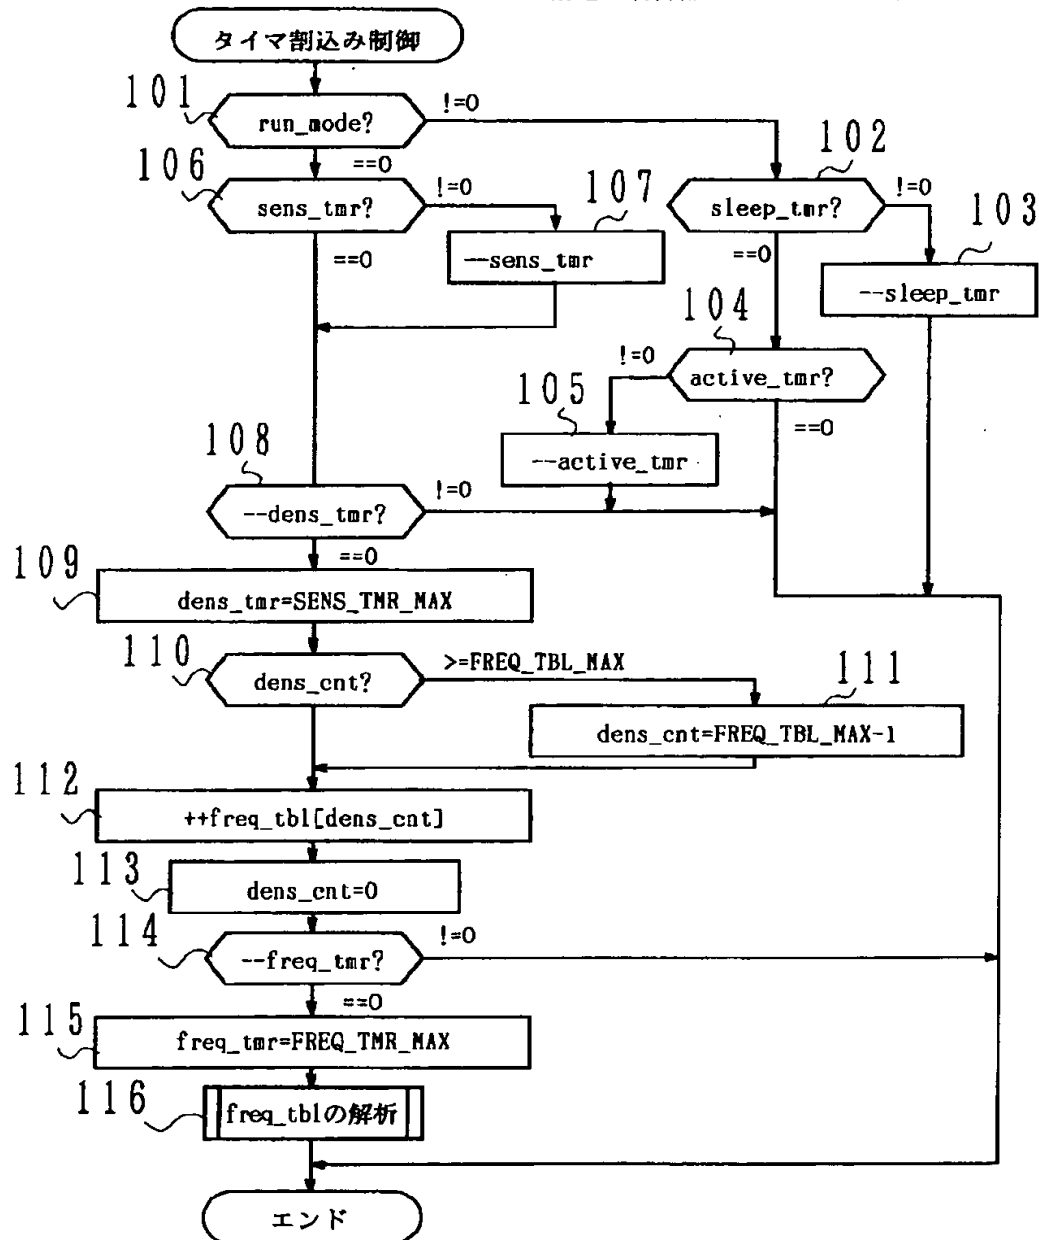 タイマ割込み制御
101
run_mode?
!=0
==0
102
106
sens_tmr?
!=0
==0
107
--sens_tmr
sleep_tmr?
!=0
==0
103
--sleep_tmr
104
active_tmr?
!=0
==0
105
--active_tmr
108
--dens_tmr?
!=0
==0
109
dens_tmr=SENS_TMR_MAX
110
dens_cnt?
>=FREQ_TBL_MAX
111
dens_cnt=FREQ_TBL_MAX-1
112
++freq_tbl[dens_cnt]
113
dens_cnt=0
114
--freq_tmr?
!=0
==0
115
freq_tmr=FREQ_TMR_MAX
116
freq_tblの解析
エンド